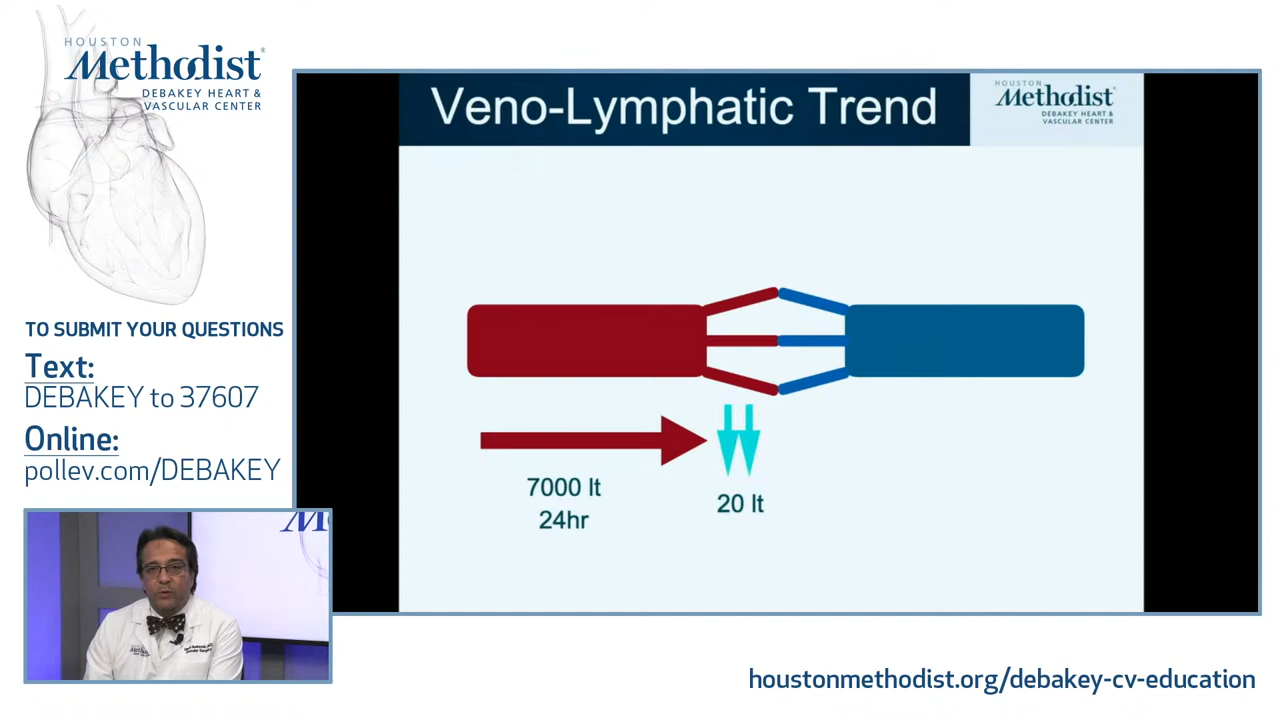 HOUSTON
Methodist®
DEBAKEY HEART &
VASCULAR CENTER
TO SUBMIT YOUR QUESTIONS
Text:
DEBAKEY to 37607
Online:
pollev.com/DEBAKEY
Veno-Lymphatic Trend
HOUSTON
Methodist®
DEBAKEY HEART &
VASCULAR CENTER
7000 lt
24hr
20 lt
houstonmethodist.org/debakey-cv-education